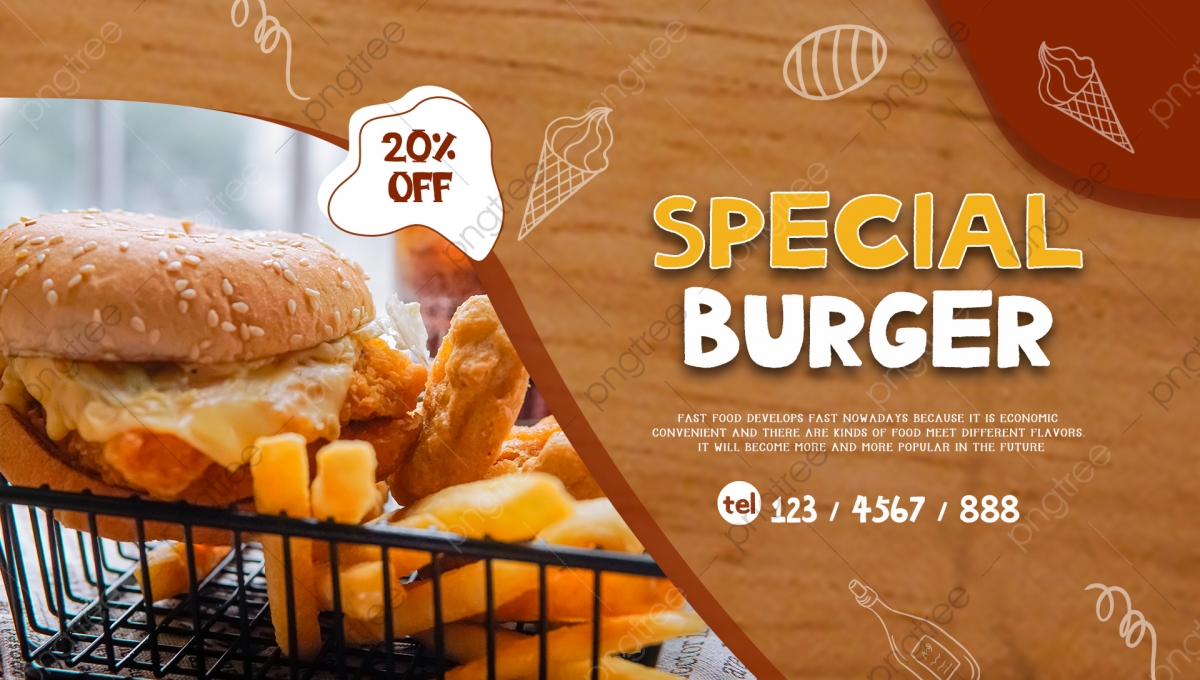 20%
OFF
SPECIAL
BURGER
FAST FOOD DEVELOPS FAST NOWADAYS BECAUSE IT IS ECONOMIC
CONVENIENT AND THERE ARE KINDS OF FOOD MEET DIFFERENT FLAVORS.
IT WILL BECOME MORE AND MORE POPULAR IN THE FUTURE
tel 123 / 4567 / 888
pngtree